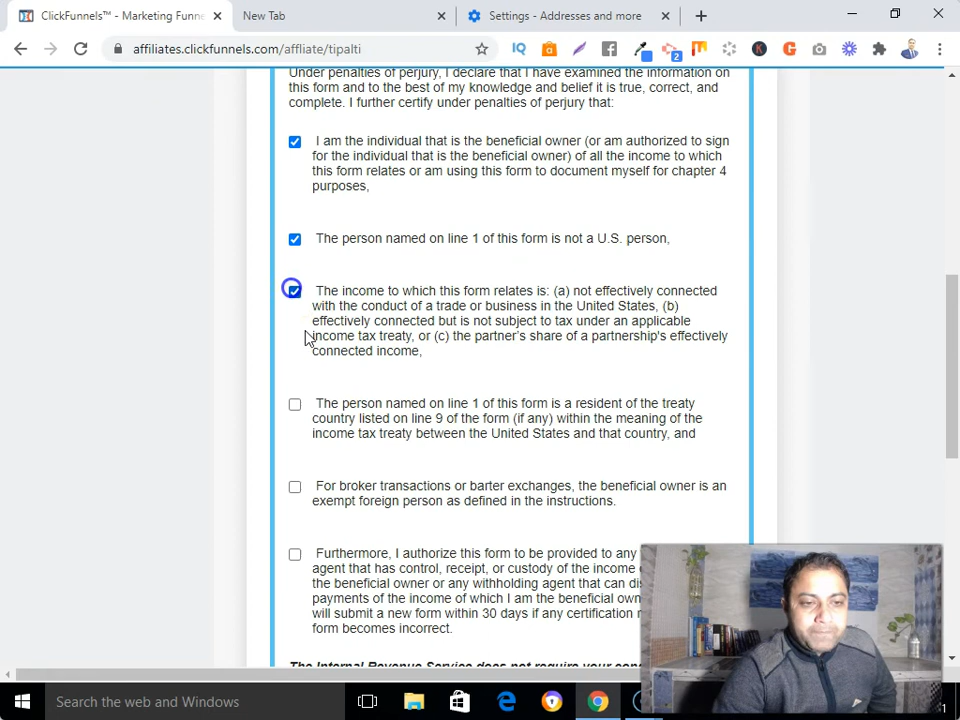 ClickFunnels™ - Marketing Funne
New Tab
Settings - Addresses and more
affiliates.clickfunnels.com/affliate/tipalti
IQ
a
2
K
G
Under penalties of perjury, I declare that I have examined the information on
this form and to the best of my knowledge and belief it is true, correct, and
complete. I further certify under penalties of perjury that:
I am the individual that is the beneficial owner (or am authorized to sign
for the individual that is the beneficial owner) of all the income to which
this form relates or am using this form to document myself for chapter 4
purposes,
The person named on line 1 of this form is not a U.S. person,
The income to which this form relates is: (a) not effectively connected
with the conduct of a trade or business in the United States, (b)
effectively connected but is not subject to tax under an applicable
income tax treaty, or (c) the partner's share of a partnership's effectively
connected income,
The person named on line 1 of this form is a resident of the treaty
country listed on line 9 of the form (if any) within the meaning of the
income tax treaty between the United States and that country, and
For broker transactions or barter exchanges, the beneficial owner is an
exempt foreign person as defined in the instructions.
Furthermore, I authorize this form to be provided to any
agent that has control, receipt, or custody of the income
the beneficial owner or any withholding agent that can
payments of the income of which I am the beneficial
will submit a new form within 30 days if any certification
form becomes incorrect.
The Internal Revenue Service does not require your
Search the web and Windows